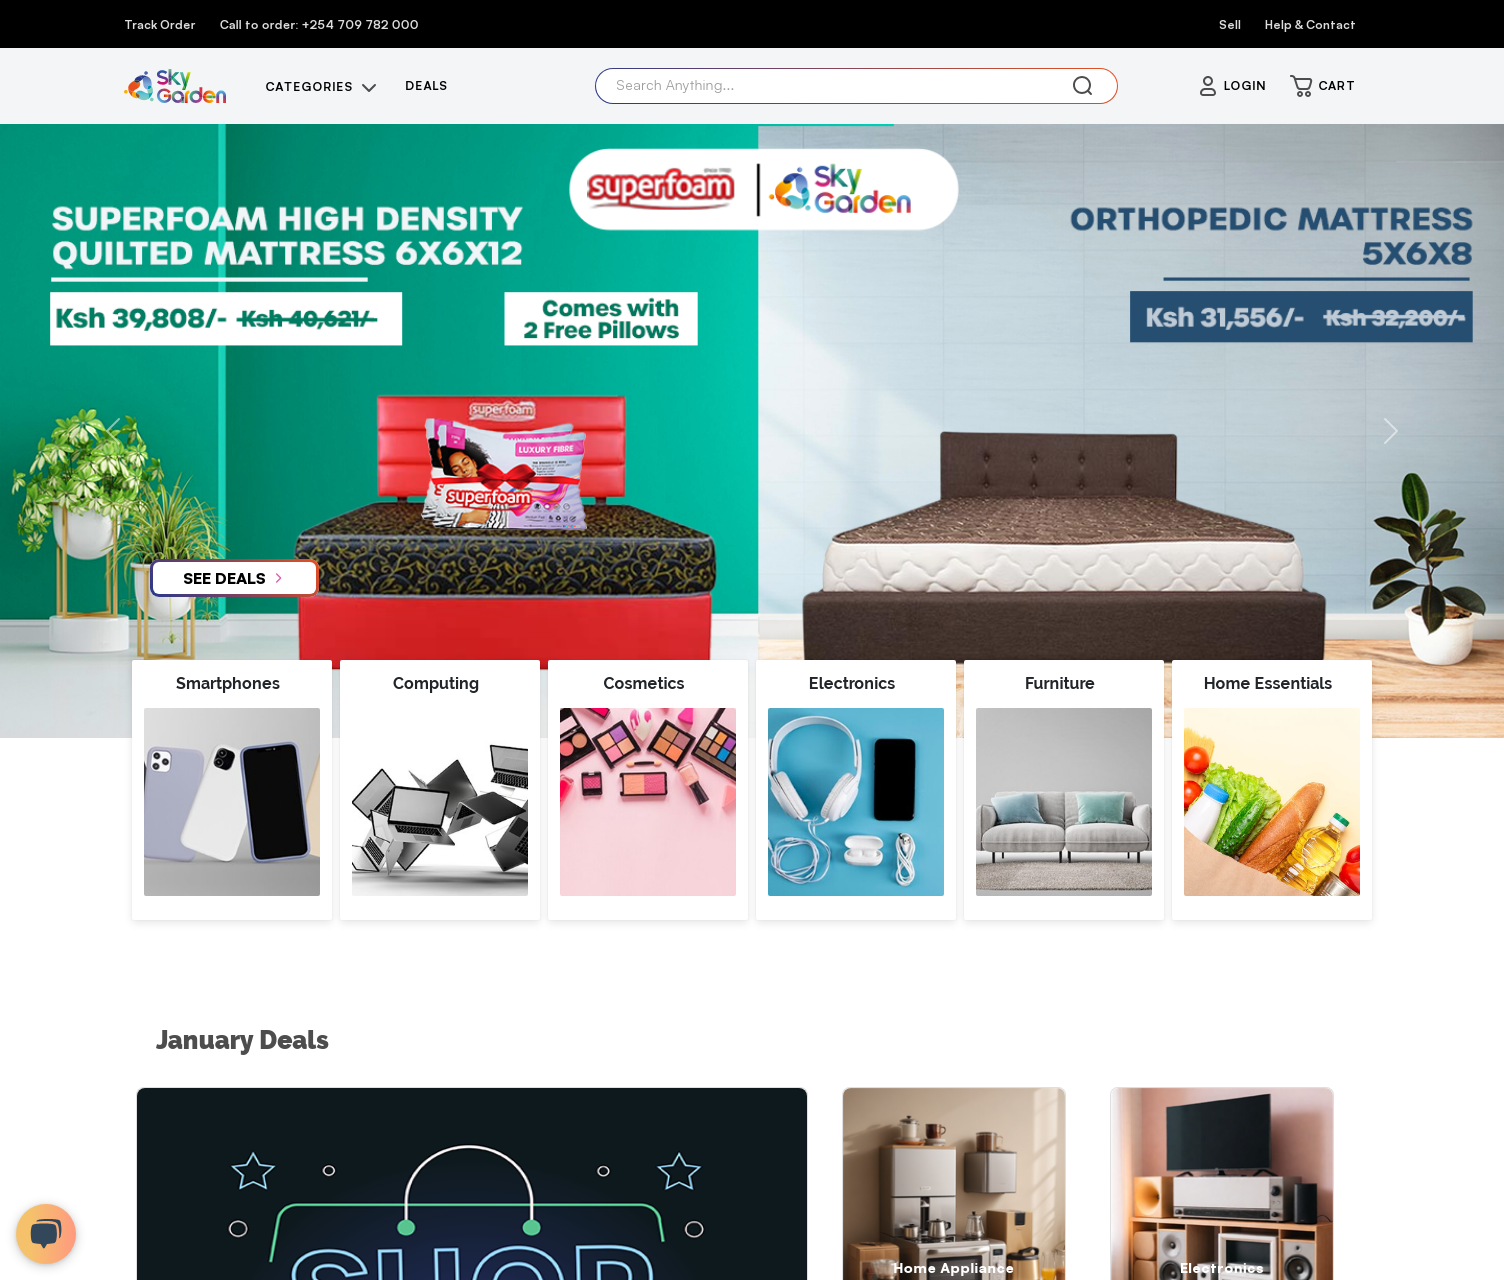 Track Order
Call to order: +254 709 782 000
Sell
Help & Contact
Sky
Garden
CATEGORIES
DEALS
Search Anything...
LOGIN
CART
superfoam
Sky
Garden
SUPERFOAM HIGH DENSITY
QUILTED MATTRESS 6X6X12
Ksh 39,808/- Ksh 40,621/-
Comes with
2 Free Pillows
ORTHOPEDIC MATTRESS
5X6X8
Ksh 31,556/- Ksh 32,200/-
superfoam
LUXURY FIBRE
superfoam
SEE DEALS
Smartphones
Computing
Cosmetics
Electronics
Furniture
Home Essentials
January Deals
SHOP
Home Appliance
Electronics